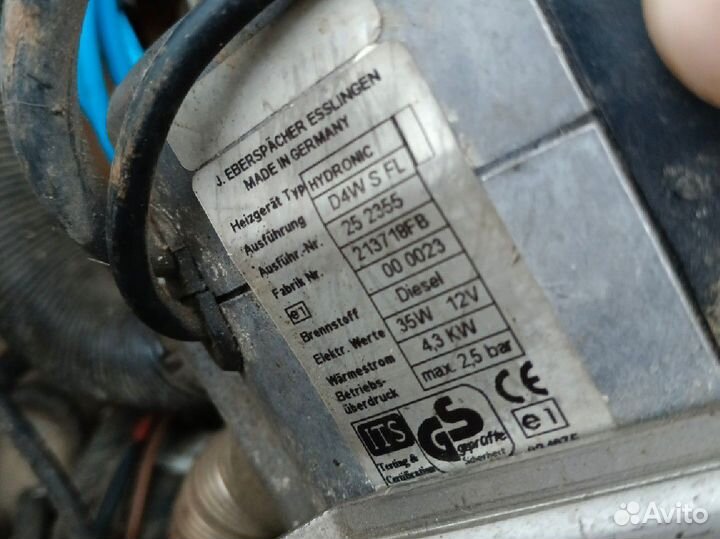 J. EBERSPÄCHER ESSLINGEN
MADE IN GERMANY
Heizgerät Typ HYDRONIC
Ausführung D4W S FL
Ausführ.-Nr. 25 2355
Fabrik Nr. 213718FB
e1 00 0023
Brennstoff Diesel
Elektr. Werte 35W 12V
Wärmestrom 4,3 KW
Betriebs-
überdruck max. 2,5 bar
ITS
Testing &
Certification
GS
geprüfte
Sicherheit
CE
e1
Avito